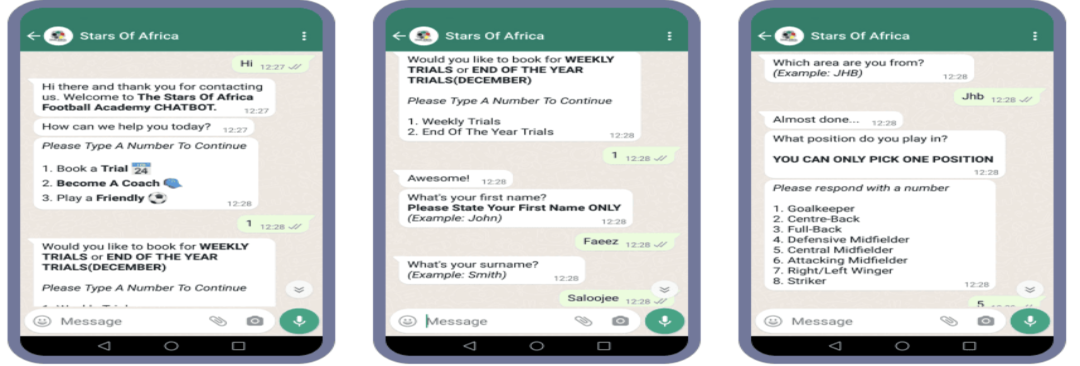 Stars Of Africa
Hi 12:27
Hi there and thank you for contacting
us. Welcome to The Stars Of Africa
Football Academy CHATBOT.
12:27
How can we help you today? 12:27
Please Type A Number To Continue
1. Book a Trial 24
2. Become A Coach
3. Play a Friendly
12:28
1 12:28
Would you like to book for WEEKLY
TRIALS or END OF THE YEAR
TRIALS(DECEMBER)
Please Type A Number To Continue
Message
Stars Of Africa
Would you like to book for WEEKLY
TRIALS or END OF THE YEAR
TRIALS(DECEMBER)
Please Type A Number To Continue
1. Weekly Trials
2. End Of The Year Trials
12:28
1 12:28
Awesome! 12:28
What's your first name?
Please State Your First Name ONLY
(Example: John) 12:28
Faeez 12:28
What's your surname?
(Example: Smith) 12:28
Saloojee 12:28
Message
Stars Of Africa
Which area are you from?
(Example: JHB) 12:28
Jhb 12:28
Almost done... 12:28
What position do you play in?
YOU CAN ONLY PICK ONE POSITION
12:28
Please respond with a number
1. Goalkeeper
2. Centre-Back
3. Full-Back
4. Defensive Midfielder
5. Central Midfielder
6. Attacking Midfielder
7. Right/Left Winger
8. Striker
12:28
5
Message